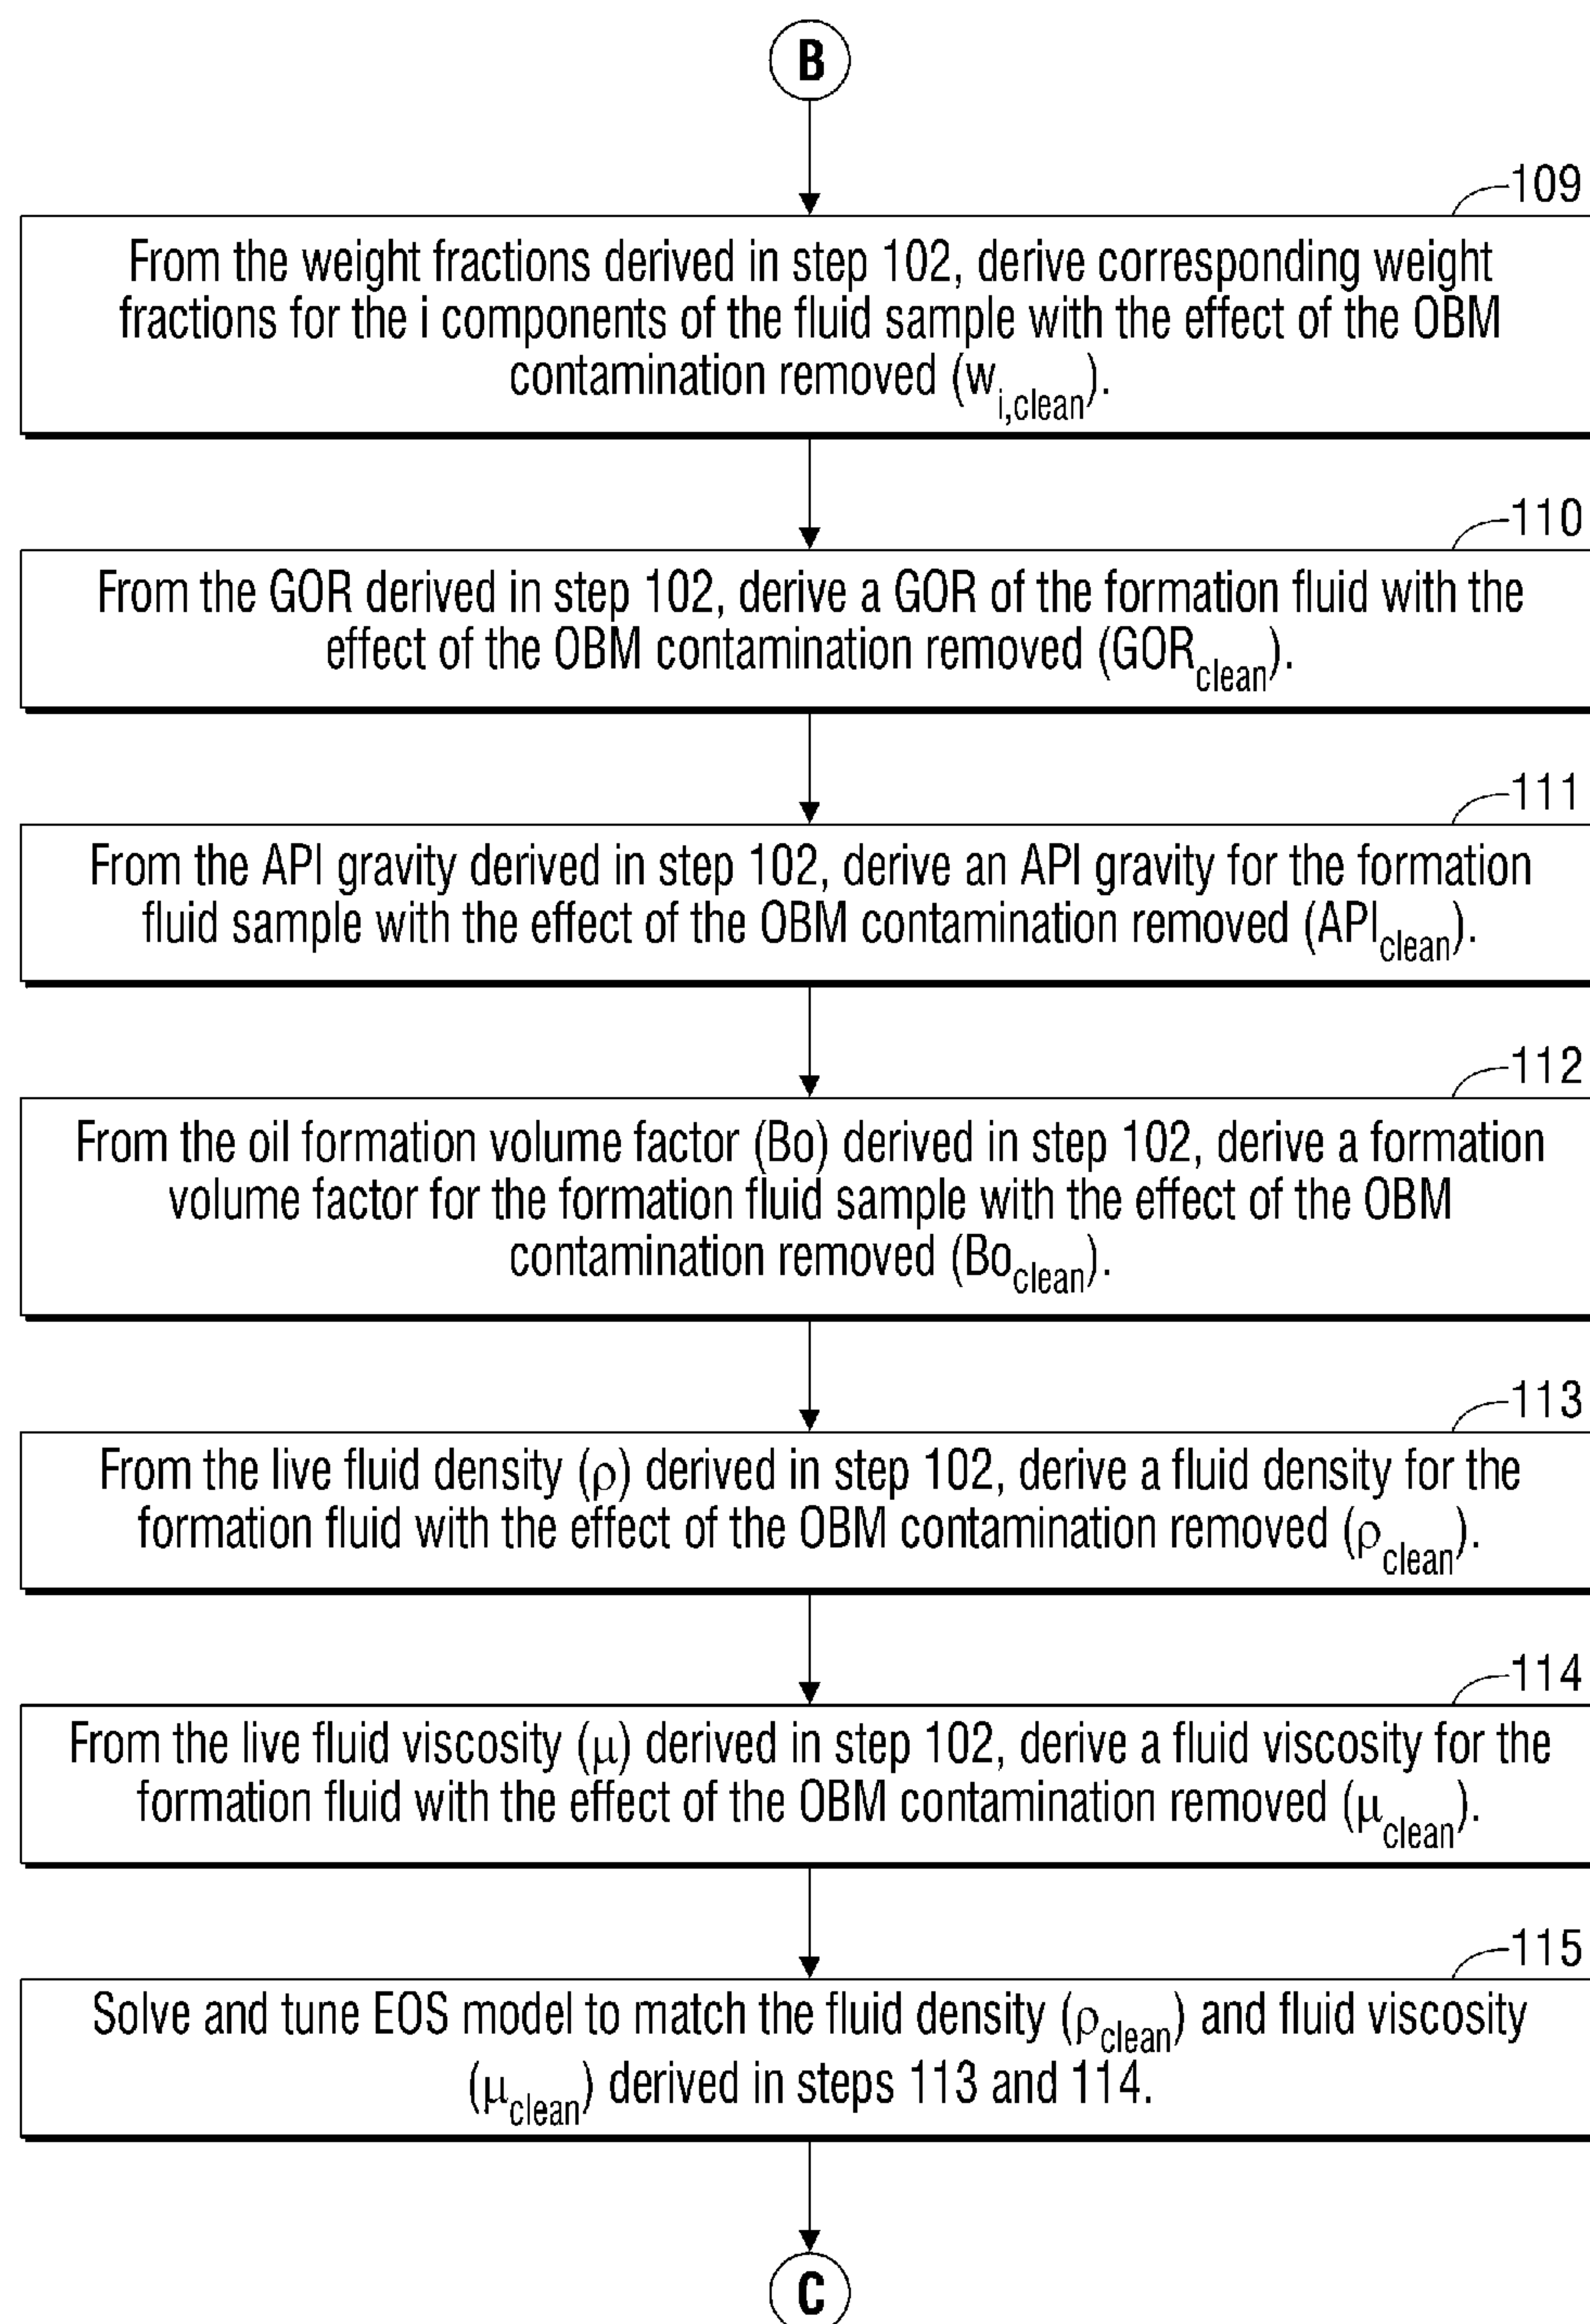 B
109
From the weight fractions derived in step 102, derive corresponding weight
fractions for the i components of the fluid sample with the effect of the OBM
contamination removed (w_i,clean).
110
From the GOR derived in step 102, derive a GOR of the formation fluid with the
effect of the OBM contamination removed (GOR_clean).
111
From the API gravity derived in step 102, derive an API gravity for the formation
fluid sample with the effect of the OBM contamination removed (API_clean).
112
From the oil formation volume factor (Bo) derived in step 102, derive a formation
volume factor for the formation fluid sample with the effect of the OBM
contamination removed (Bo_clean).
113
From the live fluid density (ρ) derived in step 102, derive a fluid density for the
formation fluid with the effect of the OBM contamination removed (ρ_clean).
114
From the live fluid viscosity (μ) derived in step 102, derive a fluid viscosity for the
formation fluid with the effect of the OBM contamination removed (μ_clean).
115
Solve and tune EOS model to match the fluid density (ρ_clean) and fluid viscosity
(μ_clean) derived in steps 113 and 114.
C